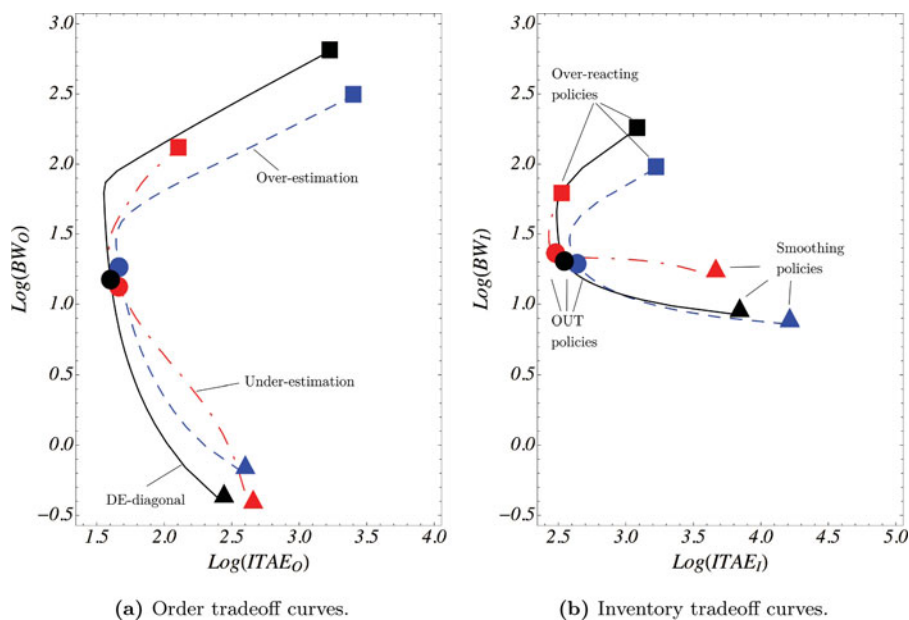 3.0
2.5
2.0
1.5
1.0
0.5
0.0
−0.5
Log(BW_O)
1.5 2.0 2.5 3.0 3.5 4.0
Log(ITAE_O)
Over-estimation
Under-estimation
DE-diagonal
(a) Order tradeoff curves.
3.0
2.5
2.0
1.5
1.0
0.5
0.0
−0.5
Log(BW_I)
2.0 2.5 3.0 3.5 4.0 4.5 5.0
Log(ITAE_I)
Over-reacting
policies
Smoothing
policies
OUT
policies
(b) Inventory tradeoff curves.